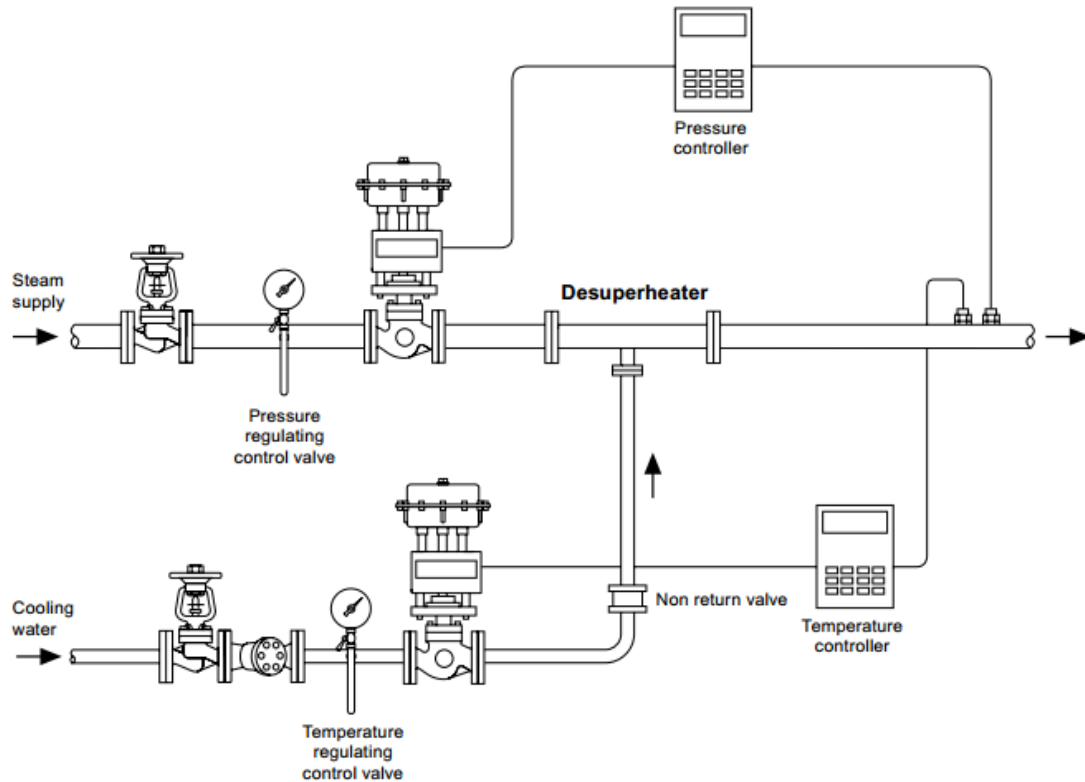 Pressure
controller
Steam
supply
Desuperheater
Pressure
regulating
control valve
Cooling
water
Non return valve
Temperature
controller
Temperature
regulating
control valve